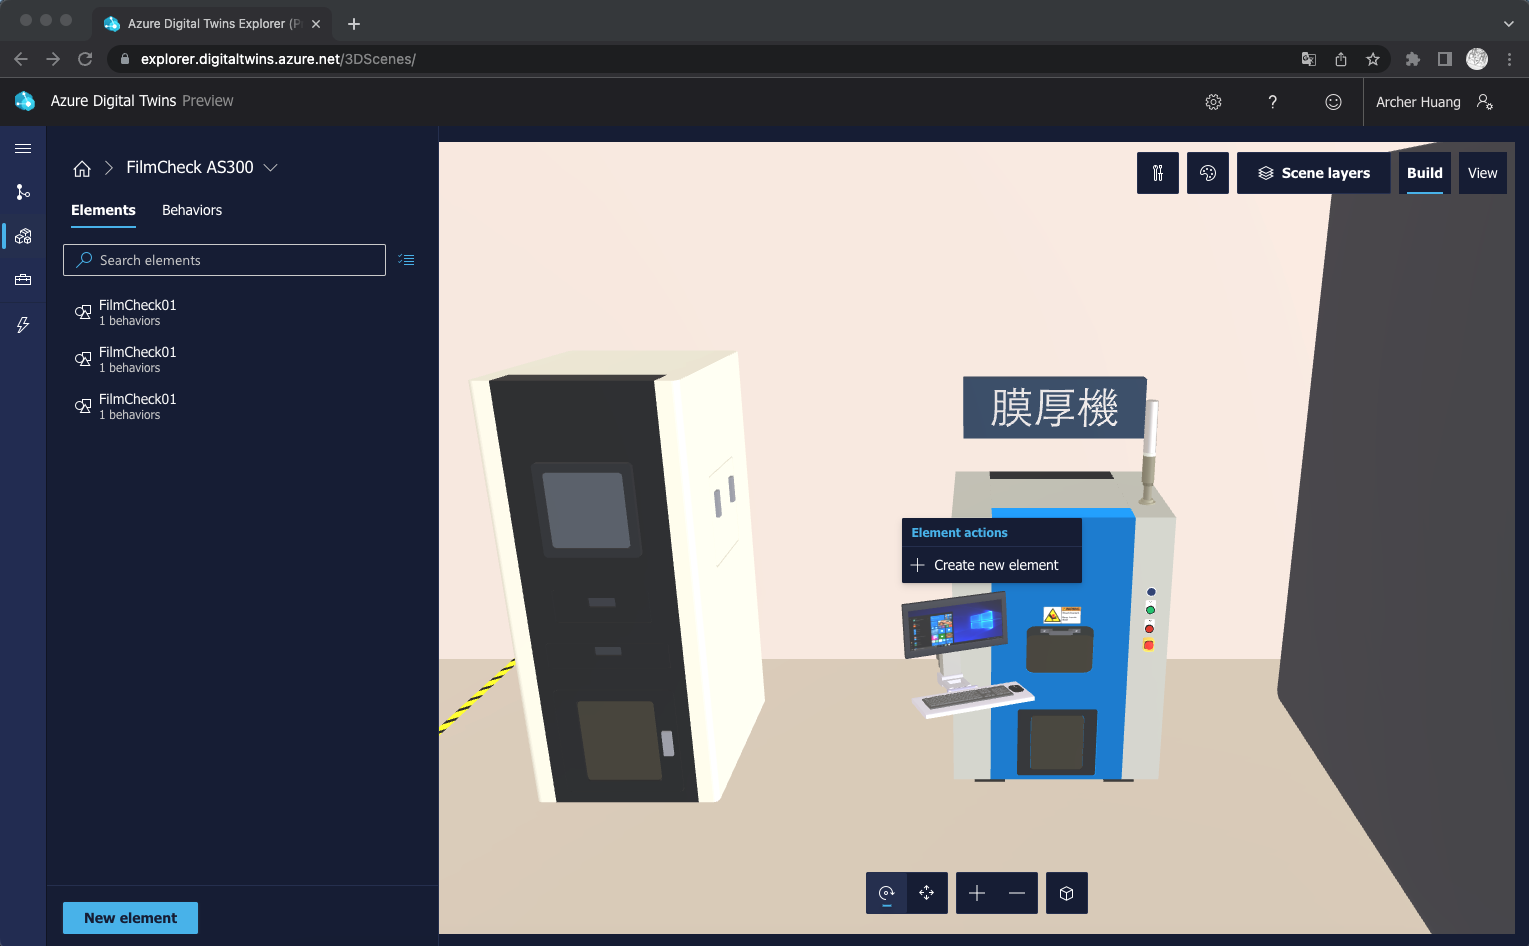 Azure Digital Twins Explorer (P
explorer.digitaltwins.azure.net/3DScenes/
Azure Digital Twins Preview
Archer Huang
FilmCheck AS300
Elements Behaviors
Search elements
FilmCheck01
1 behaviors
FilmCheck01
1 behaviors
FilmCheck01
1 behaviors
New element
Scene layers
Build
View
膜厚機
Element actions
Create new element